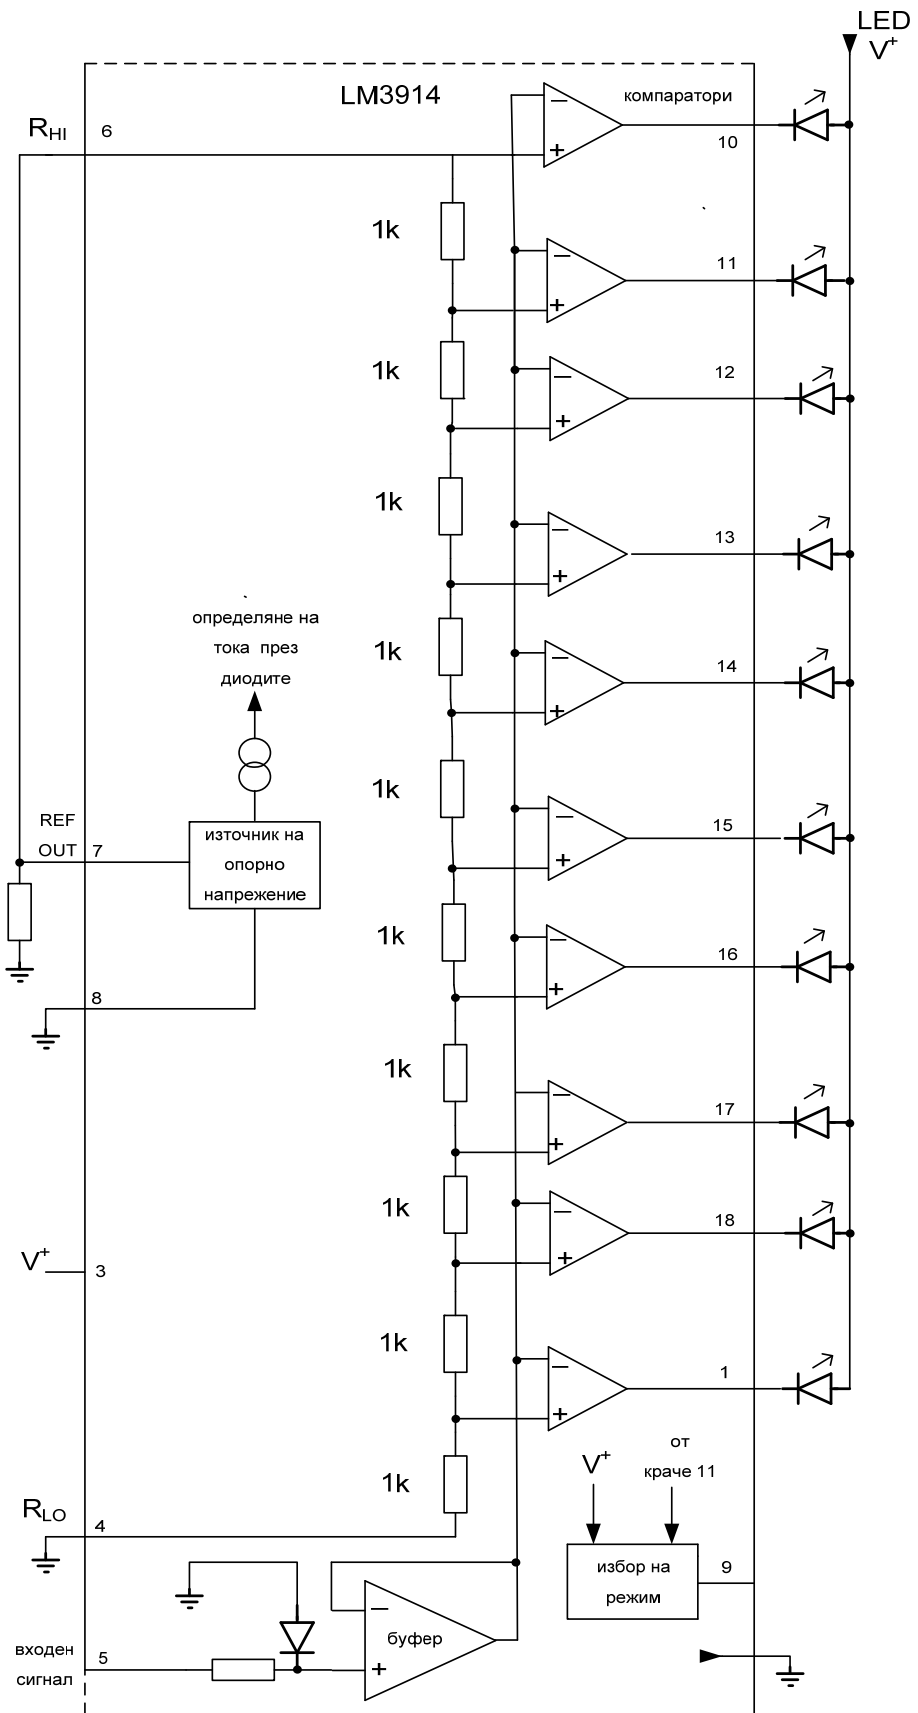 LED
V+
LM3914
компаратори
RHI
6
10
1k
11
1k
12
1k
13
определяне на
тока през
диодите
1k
14
1k
REF
OUT
7
източник на
опорно
напрежение
15
1k
16
8
1k
17
1k
18
V+
3
1k
1
от
V+
краче 11
1k
RLO
4
избор на
режим
9
буфер
входен
сигнал
5